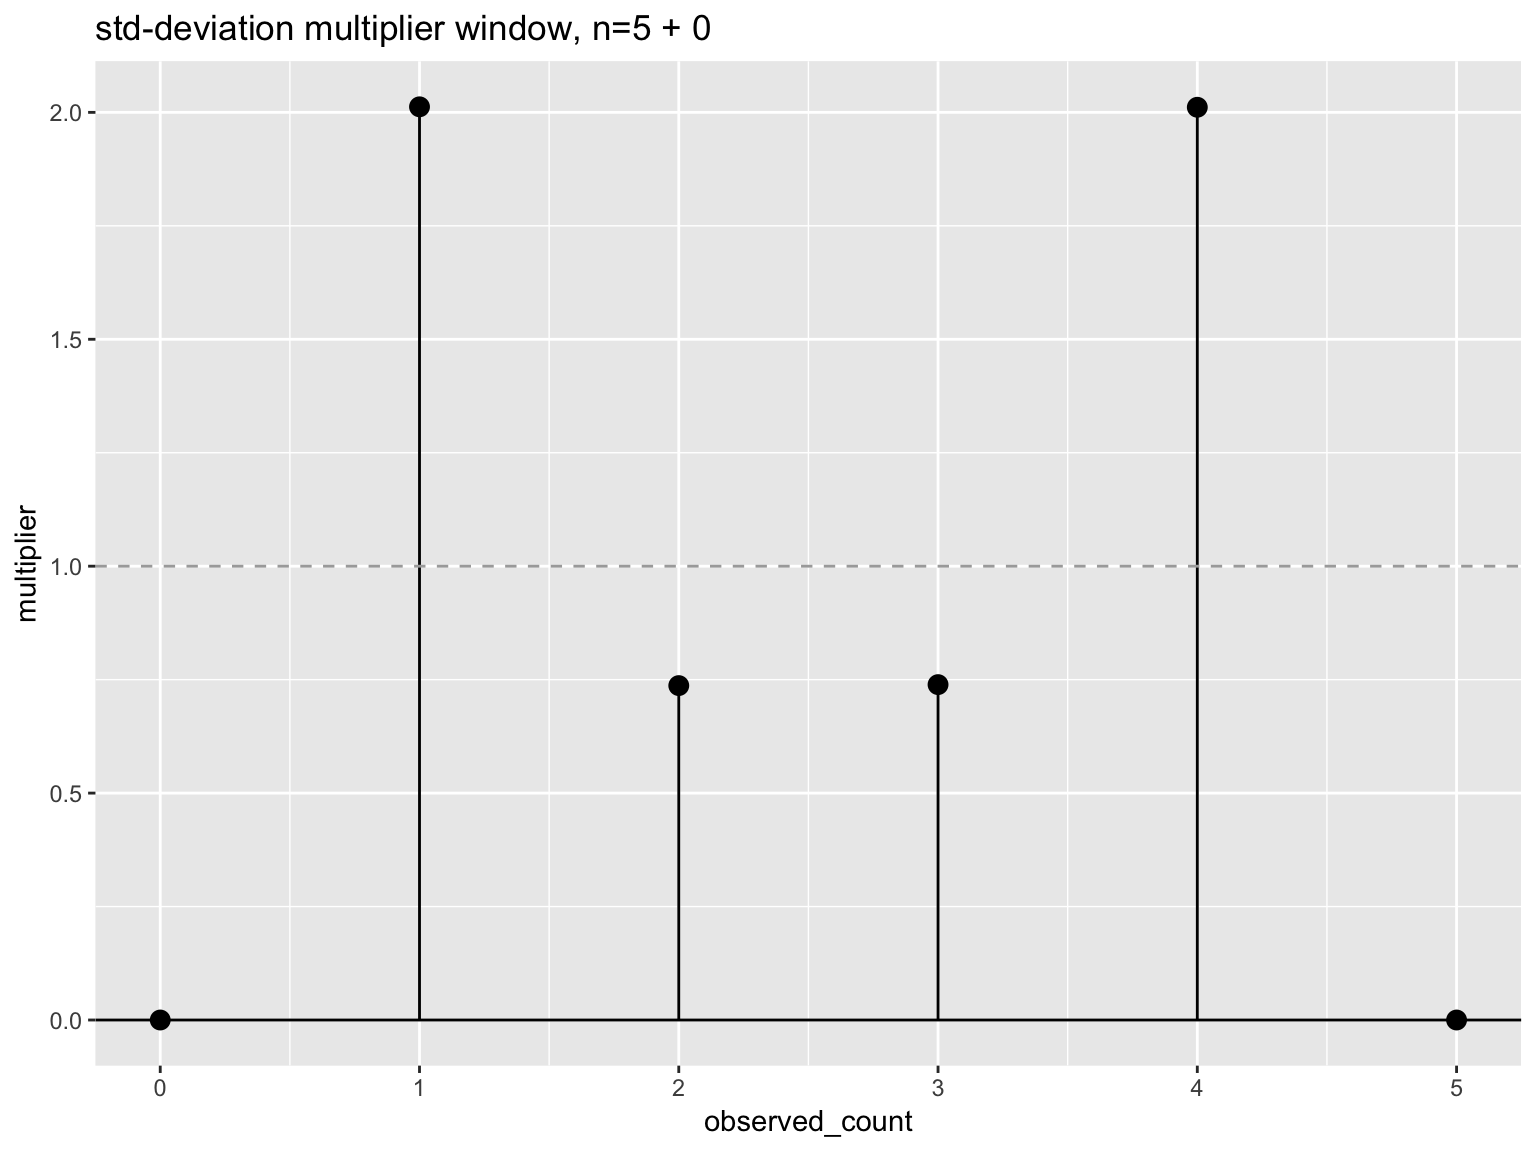 std-deviation multiplier window, n=5 + 0
multiplier
2.0
1.5
1.0
0.5
0.0
0 1 2 3 4 5
observed_count